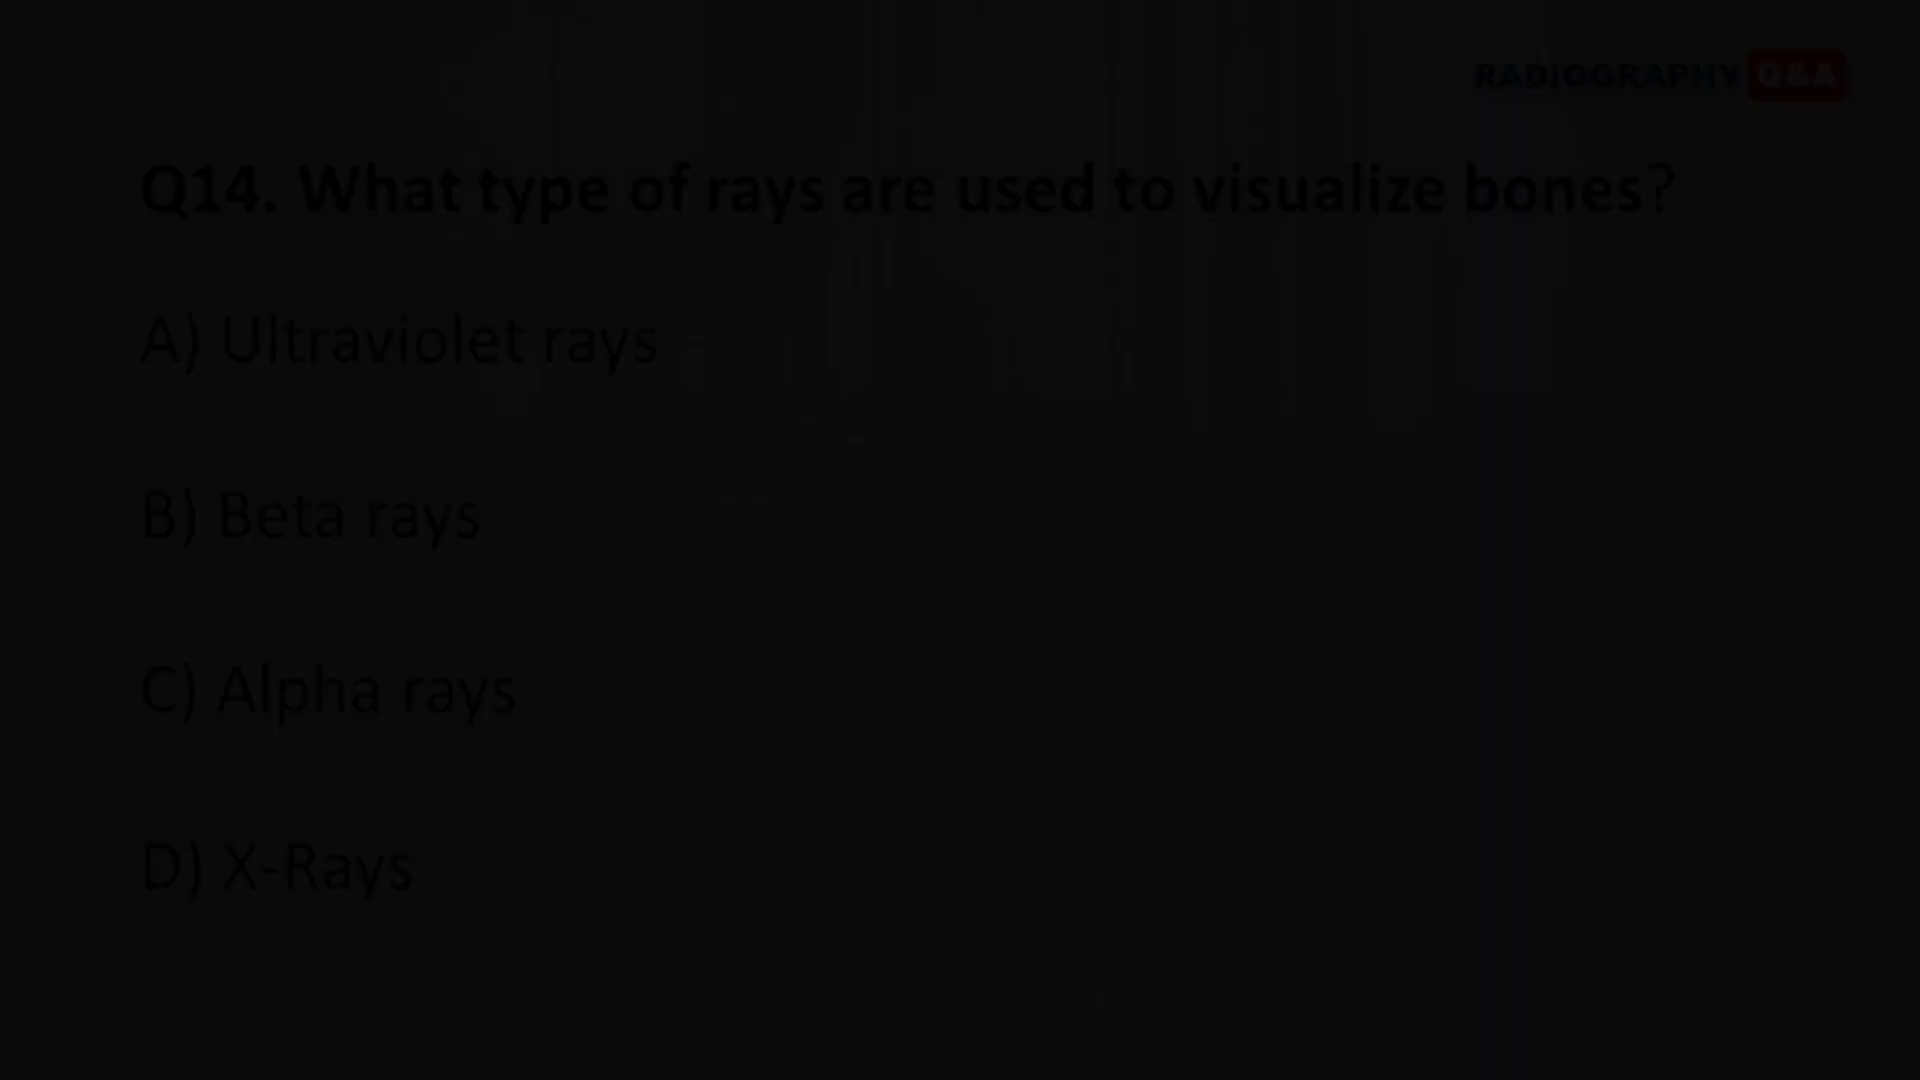 RADIOGRAPHY Q&A
Q14. What type of rays are used to visualize bones?
A) Ultraviolet rays
B) Beta rays
C) Alpha rays
D) X-Rays